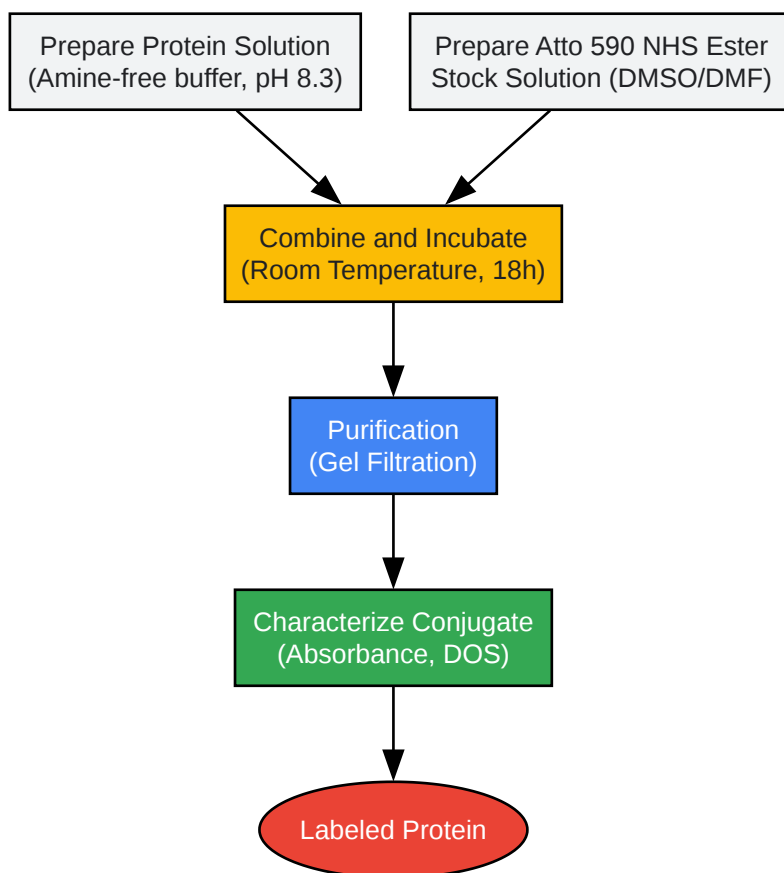 Prepare Protein Solution
(Amine-free buffer, pH 8.3)
Prepare Atto 590 NHS Ester
Stock Solution (DMSO/DMF)
Combine and Incubate
(Room Temperature, 18h)
Purification
(Gel Filtration)
Characterize Conjugate
(Absorbance, DOS)
Labeled Protein